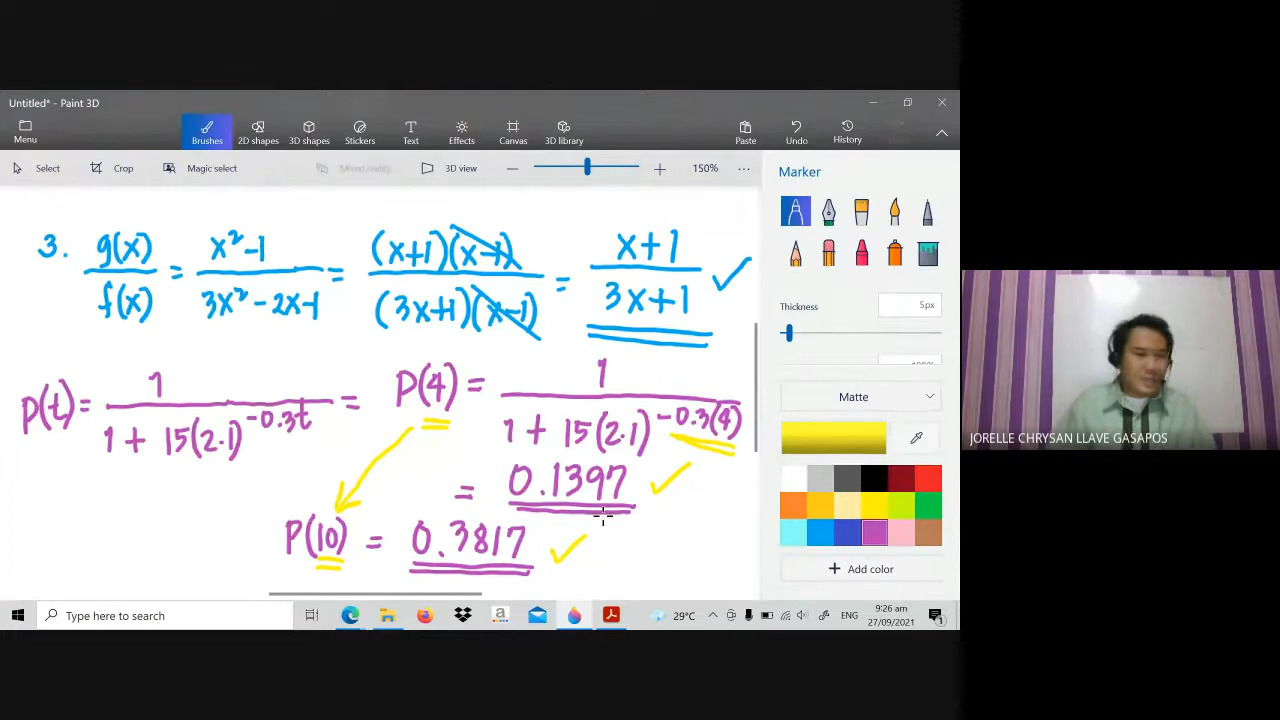 Untitled* - Paint 3D
Menu
Brushes
2D shapes
3D shapes
Stickers
Text
Effects
Canvas
3D library
Paste
Undo
History
Select
Crop
Magic select
Mixed reality
3D view
150%
Marker
Thickness
5px
Matte
Add color
3. g(x)/f(x) = x²-1/3x²-2x-1 = (x+1)(x-1)/(3x+1)(x-1) = x+1/3x+1 ✓
p(t) = 1/1+15(2.1)^-0.3t = p(4) = 1/1+15(2.1)^-0.3(4)
= 0.1397 ✓
P(10) = 0.3817 ✓
JORELLE CHRYSAN LLAVE GASAPOS
Type here to search
29°C
ENG
9:26 am
27/09/2021